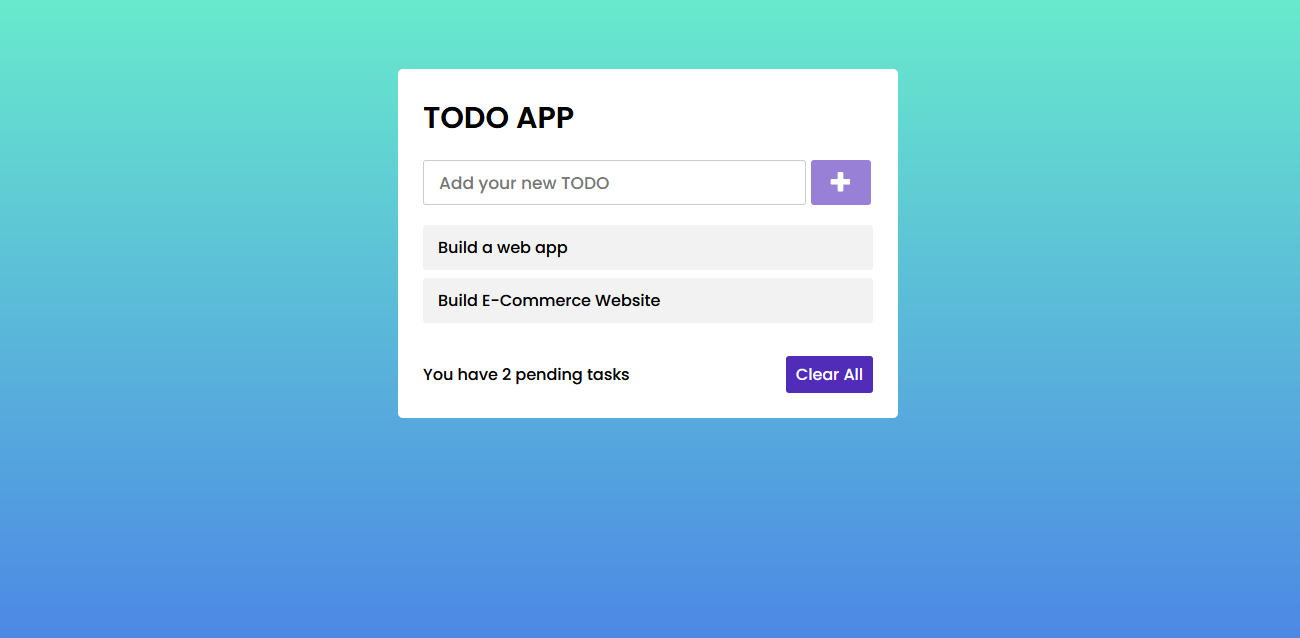 TODO APP
Add your new TODO
Build a web app
Build E-Commerce Website
You have 2 pending tasks
Clear All